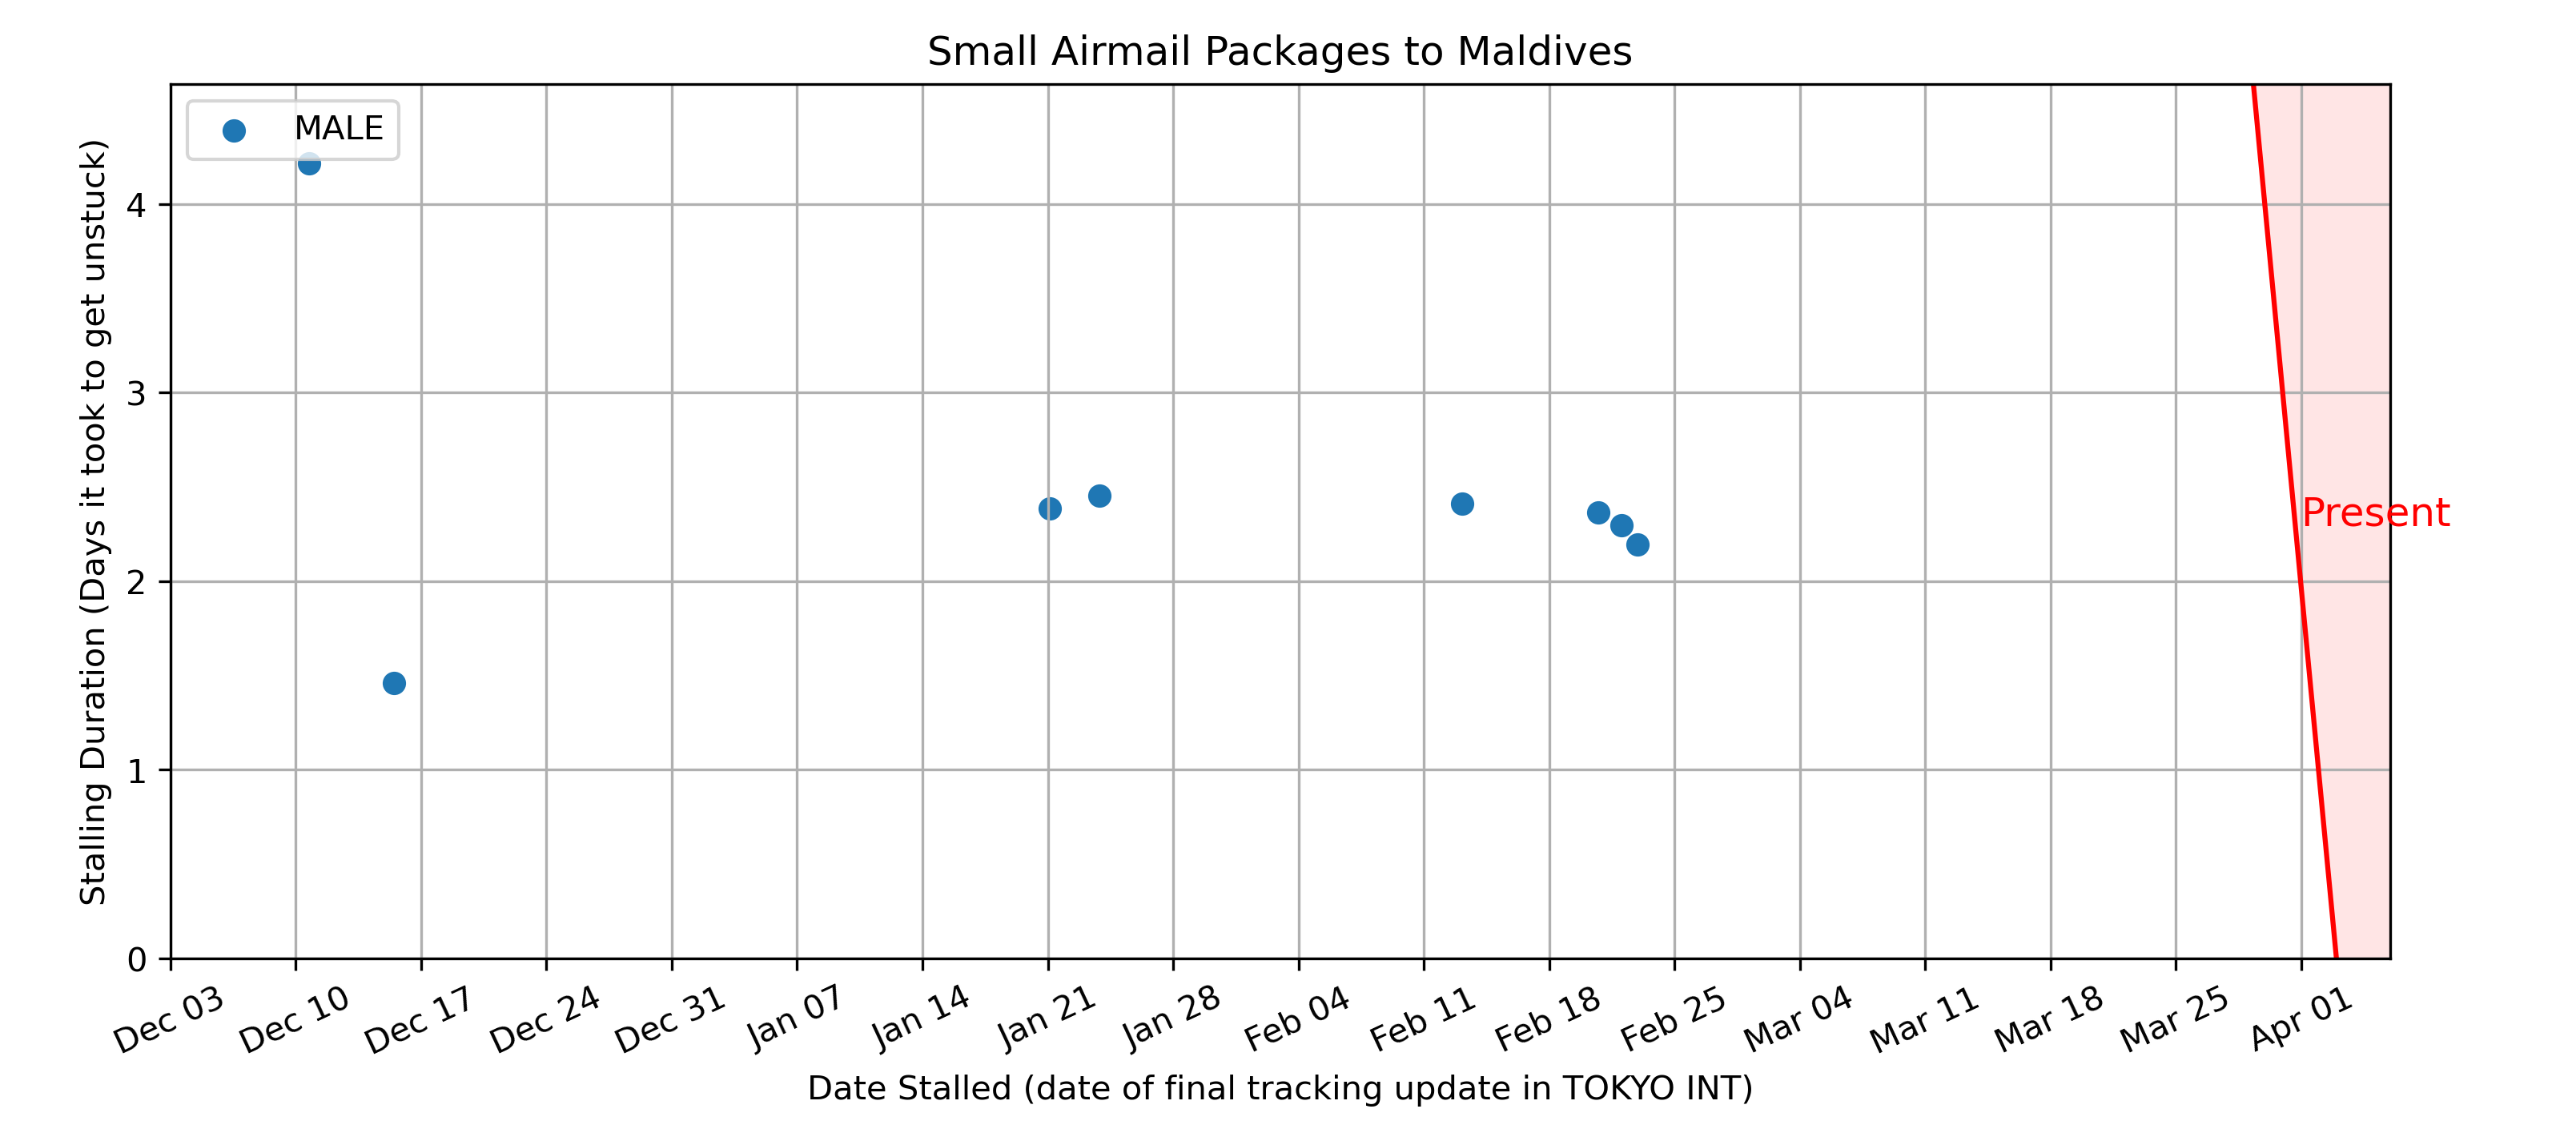 Small Airmail Packages to Maldives
MALE
Stalling Duration (Days it took to get unstuck)
4
3
2
1
0
Present
Dec 03 Dec 10 Dec 17 Dec 24 Dec 31 Jan 07 Jan 14 Jan 21 Jan 28 Feb 04 Feb 11 Feb 18 Feb 25 Mar 04 Mar 11 Mar 18 Mar 25 Apr 01
Date Stalled (date of final tracking update in TOKYO INT)